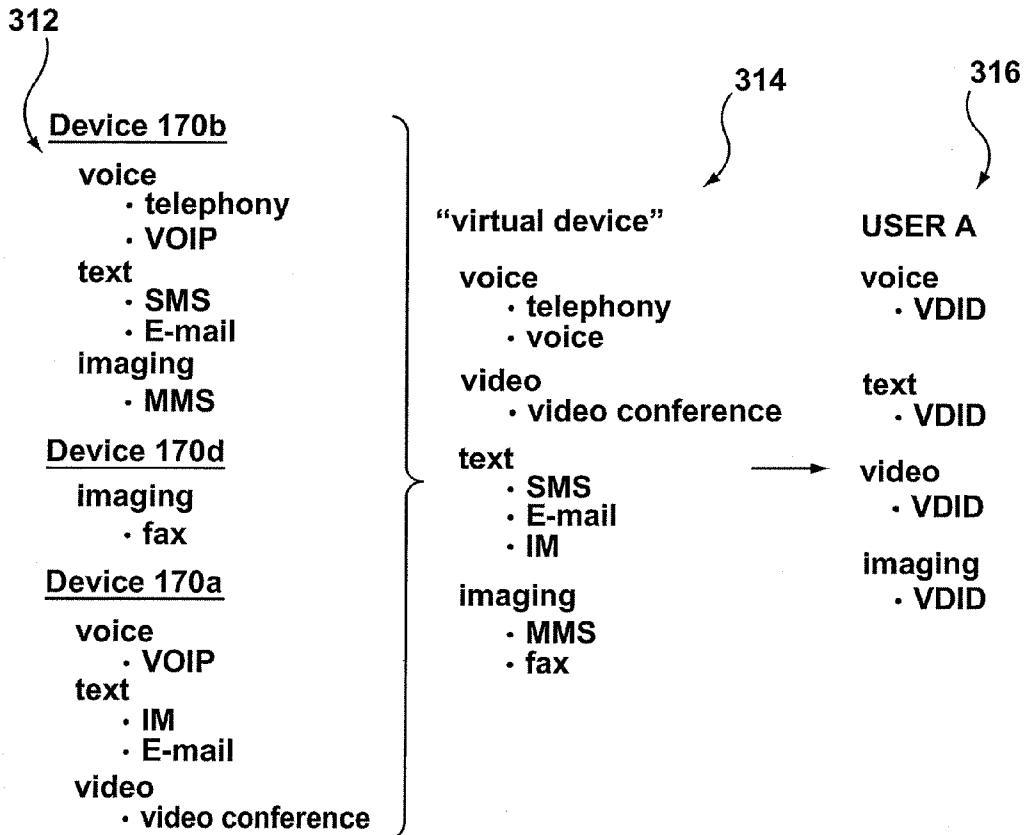 312
Device 170b
voice
· telephony
· VOIP
text
· SMS
· E-mail
imaging
· MMS
Device 170d
imaging
· fax
Device 170a
voice
· VOIP
text
· IM
· E-mail
video
· video conference
314
“virtual device”
voice
· telephony
· voice
video
· video conference
text
· SMS
· E-mail
· IM
imaging
· MMS
· fax
316
USER A
voice
· VDID
text
· VDID
video
· VDID
imaging
· VDID